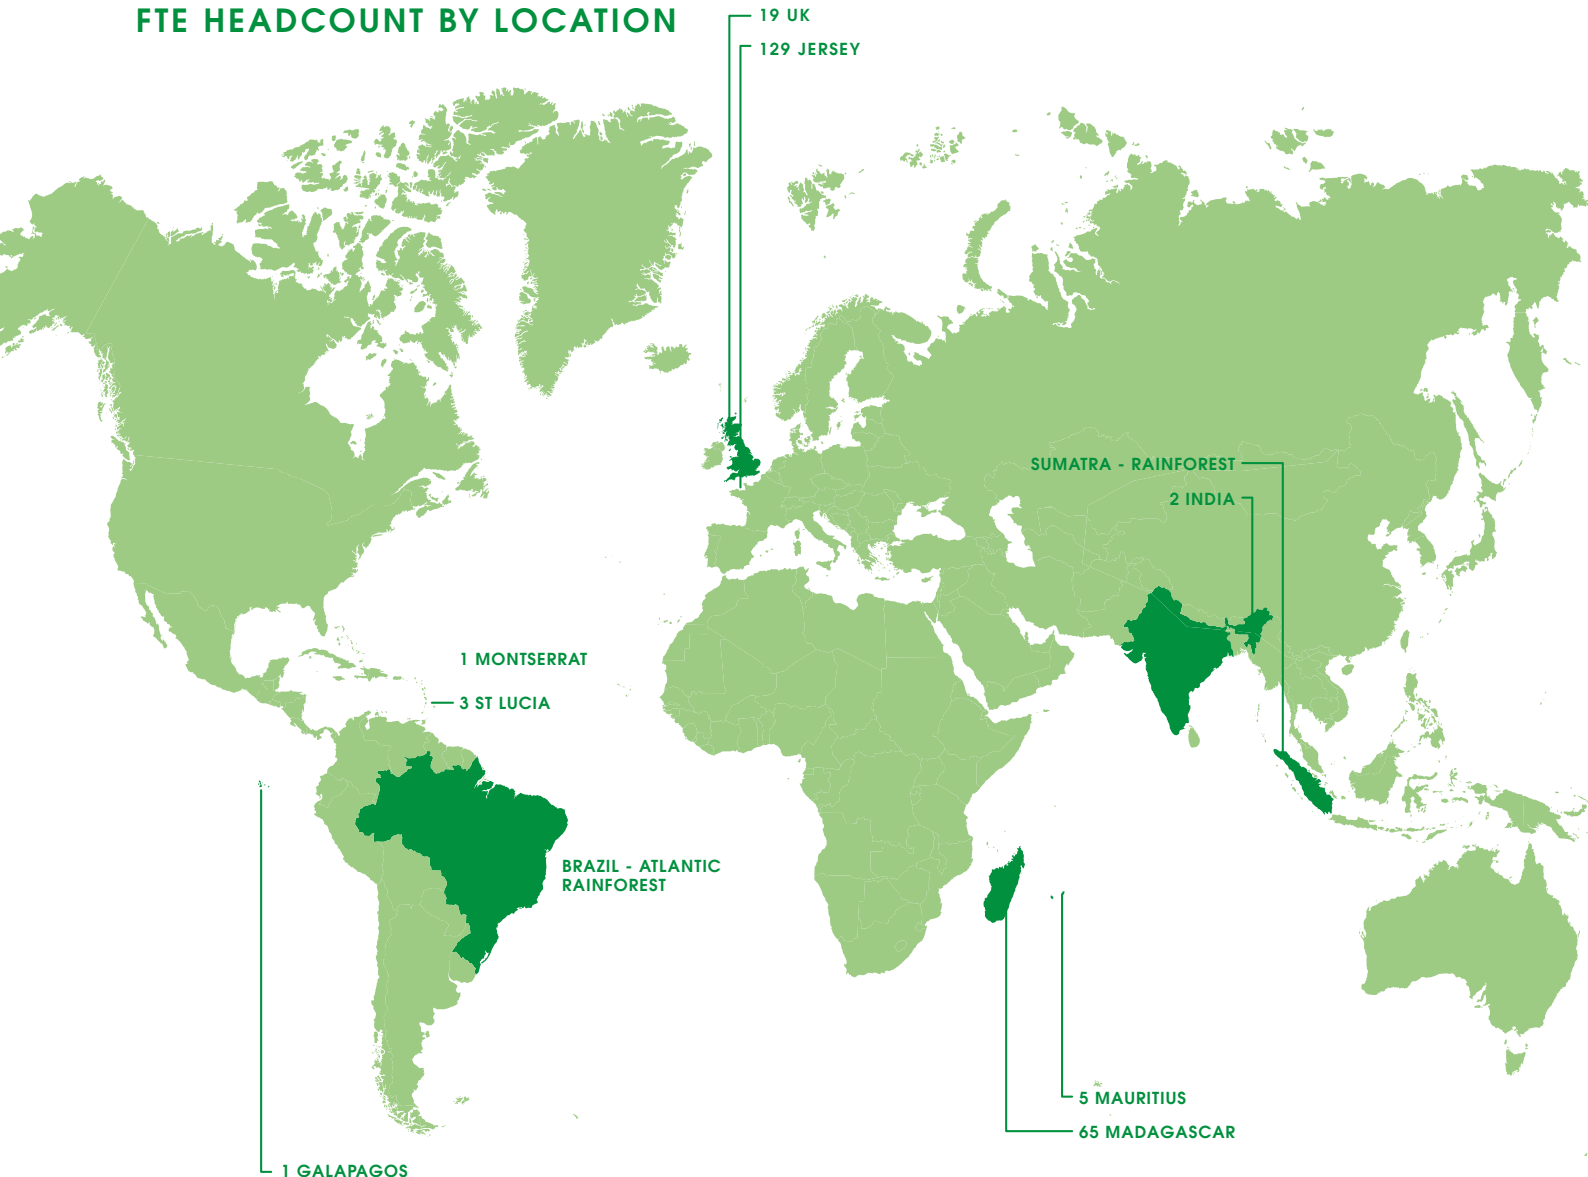 FTE HEADCOUNT BY LOCATION
19 UK
129 JERSEY
SUMATRA - RAINFOREST
2 INDIA
1 MONTSERRAT
3 ST LUCIA
BRAZIL - ATLANTIC
RAINFOREST
5 MAURITIUS
65 MADAGASCAR
1 GALAPAGOS